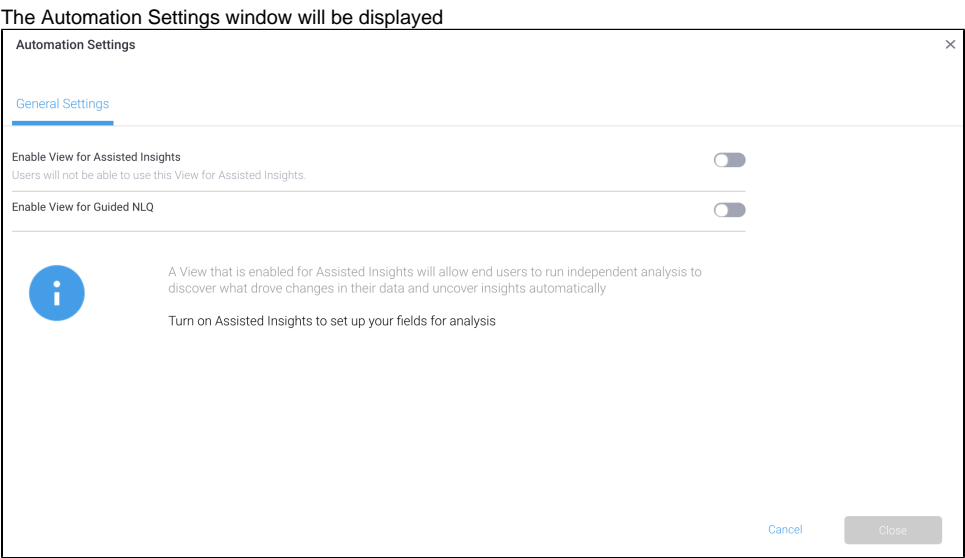 The Automation Settings window will be displayed
Automation Settings
General Settings
Enable View for Assisted Insights
Users will not be able to use this View for Assisted Insights.
Enable View for Guided NLQ
A View that is enabled for Assisted Insights will allow end users to run independent analysis to
discover what drove changes in their data and uncover insights automatically
Turn on Assisted Insights to set up your fields for analysis
Cancel
Close